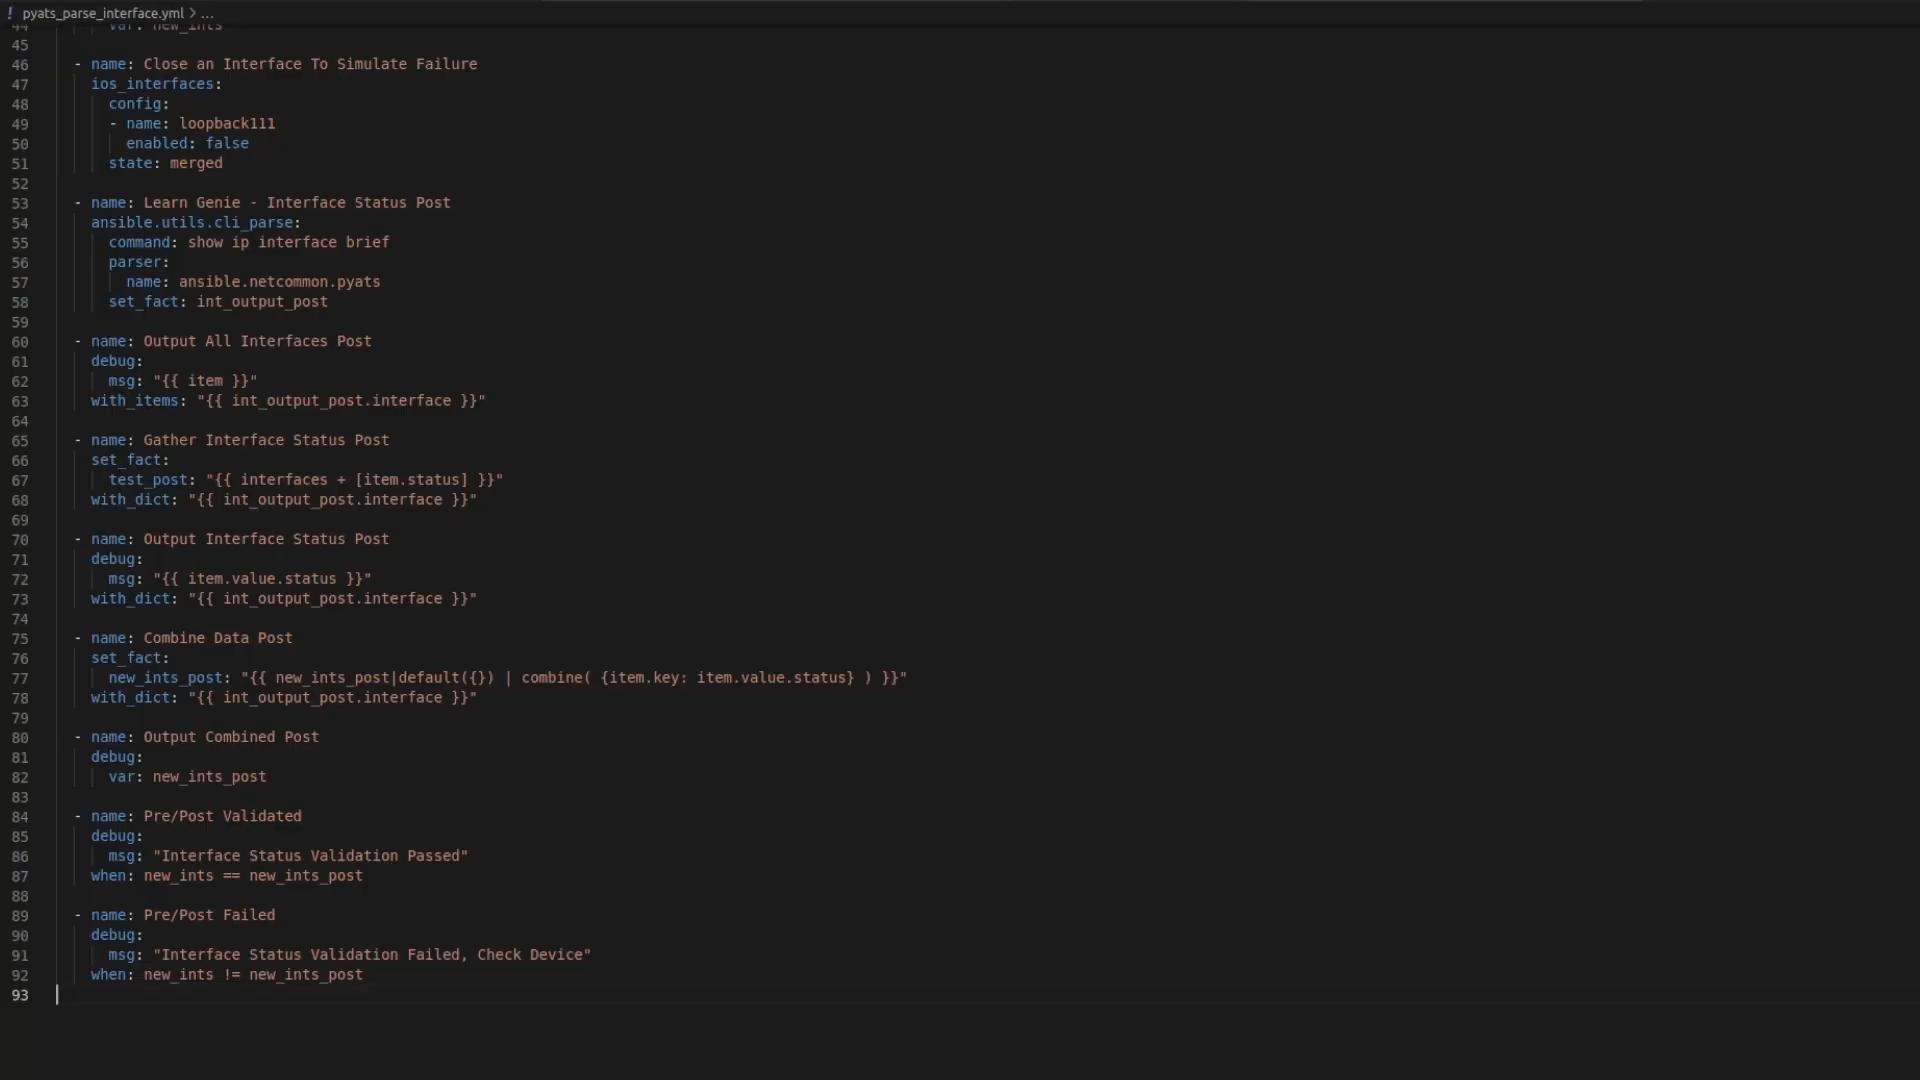 ! pyats_parse_interface.yml > ...
44 var: new_ints
45
46 - name: Close an Interface To Simulate Failure
47 ios_interfaces:
48 config:
49 - name: loopback111
50 enabled: false
51 state: merged
52
53 - name: Learn Genie - Interface Status Post
54 ansible.utils.cli_parse:
55 command: show ip interface brief
56 parser:
57 name: ansible.netcommon.pyats
58 set_fact: int_output_post
59
60 - name: Output All Interfaces Post
61 debug:
62 msg: "{{ item }}"
63 with_items: "{{ int_output_post.interface }}"
64
65 - name: Gather Interface Status Post
66 set_fact:
67 test_post: "{{ interfaces + [item.status] }}"
68 with_dict: "{{ int_output_post.interface }}"
69
70 - name: Output Interface Status Post
71 debug:
72 msg: "{{ item.value.status }}"
73 with_dict: "{{ int_output_post.interface }}"
74
75 - name: Combine Data Post
76 set_fact:
77 new_ints_post: "{{ new_ints_post|default({}) | combine( {item.key: item.value.status} ) }}"
78 with_dict: "{{ int_output_post.interface }}"
79
80 - name: Output Combined Post
81 debug:
82 var: new_ints_post
83
84 - name: Pre/Post Validated
85 debug:
86 msg: "Interface Status Validation Passed"
87 when: new_ints == new_ints_post
88
89 - name: Pre/Post Failed
90 debug:
91 msg: "Interface Status Validation Failed, Check Device"
92 when: new_ints != new_ints_post
93